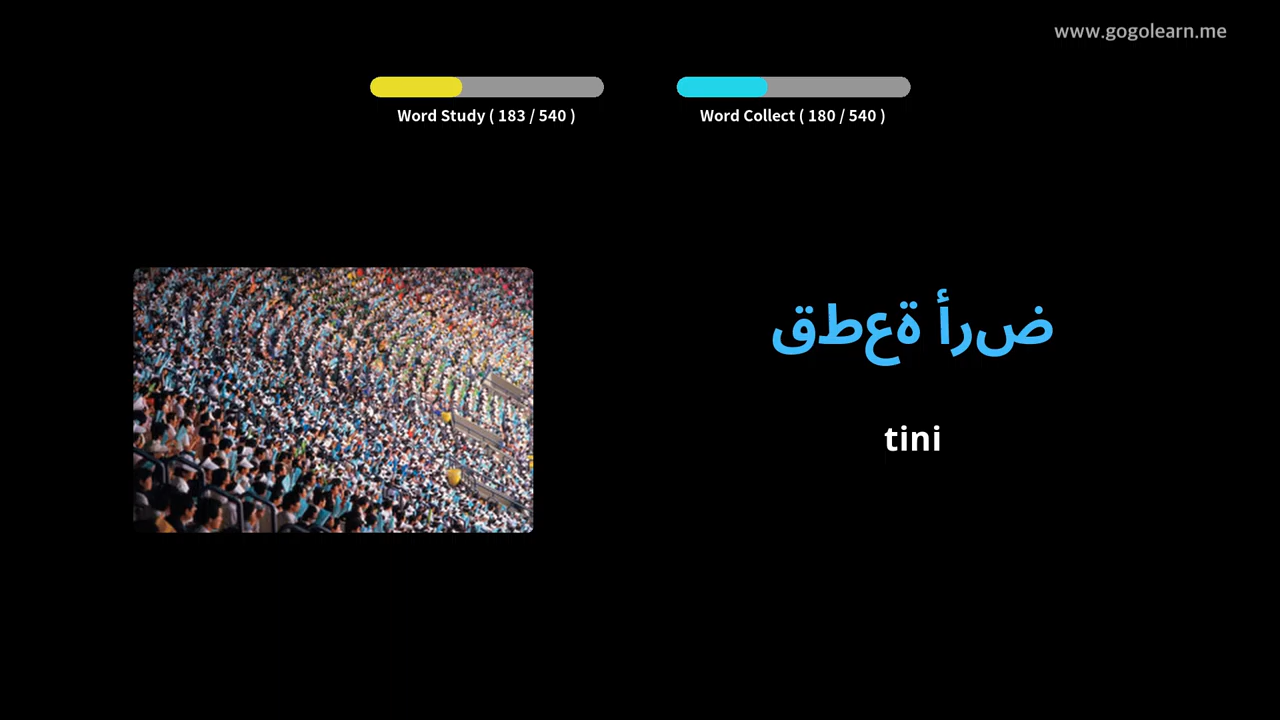 www.gogolearn.me
Word Study ( 183 / 540 )
Word Collect ( 180 / 540 )
قطعة أرض
tini